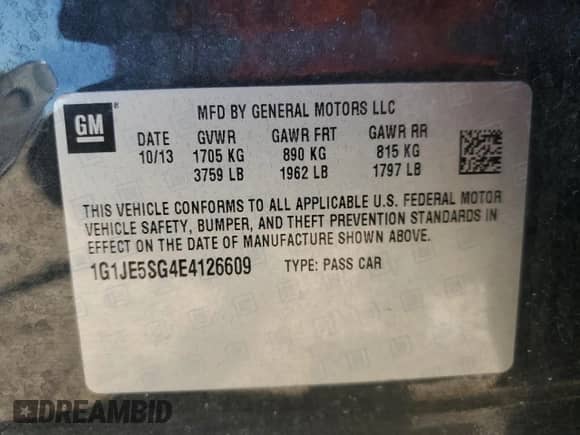 GM
®
MFD BY GENERAL MOTORS LLC
DATE GVWR GAWR FRT GAWR RR
10/13 1705 KG 890 KG 815 KG
3759 LB 1962 LB 1797 LB
THIS VEHICLE CONFORMS TO ALL APPLICABLE U.S. FEDERAL MOTOR
VEHICLE SAFETY, BUMPER, AND THEFT PREVENTION STANDARDS IN
EFFECT ON THE DATE OF MANUFACTURE SHOWN ABOVE.
1G1JE5SG4E4126609 TYPE: PASS CAR
DREAMBID